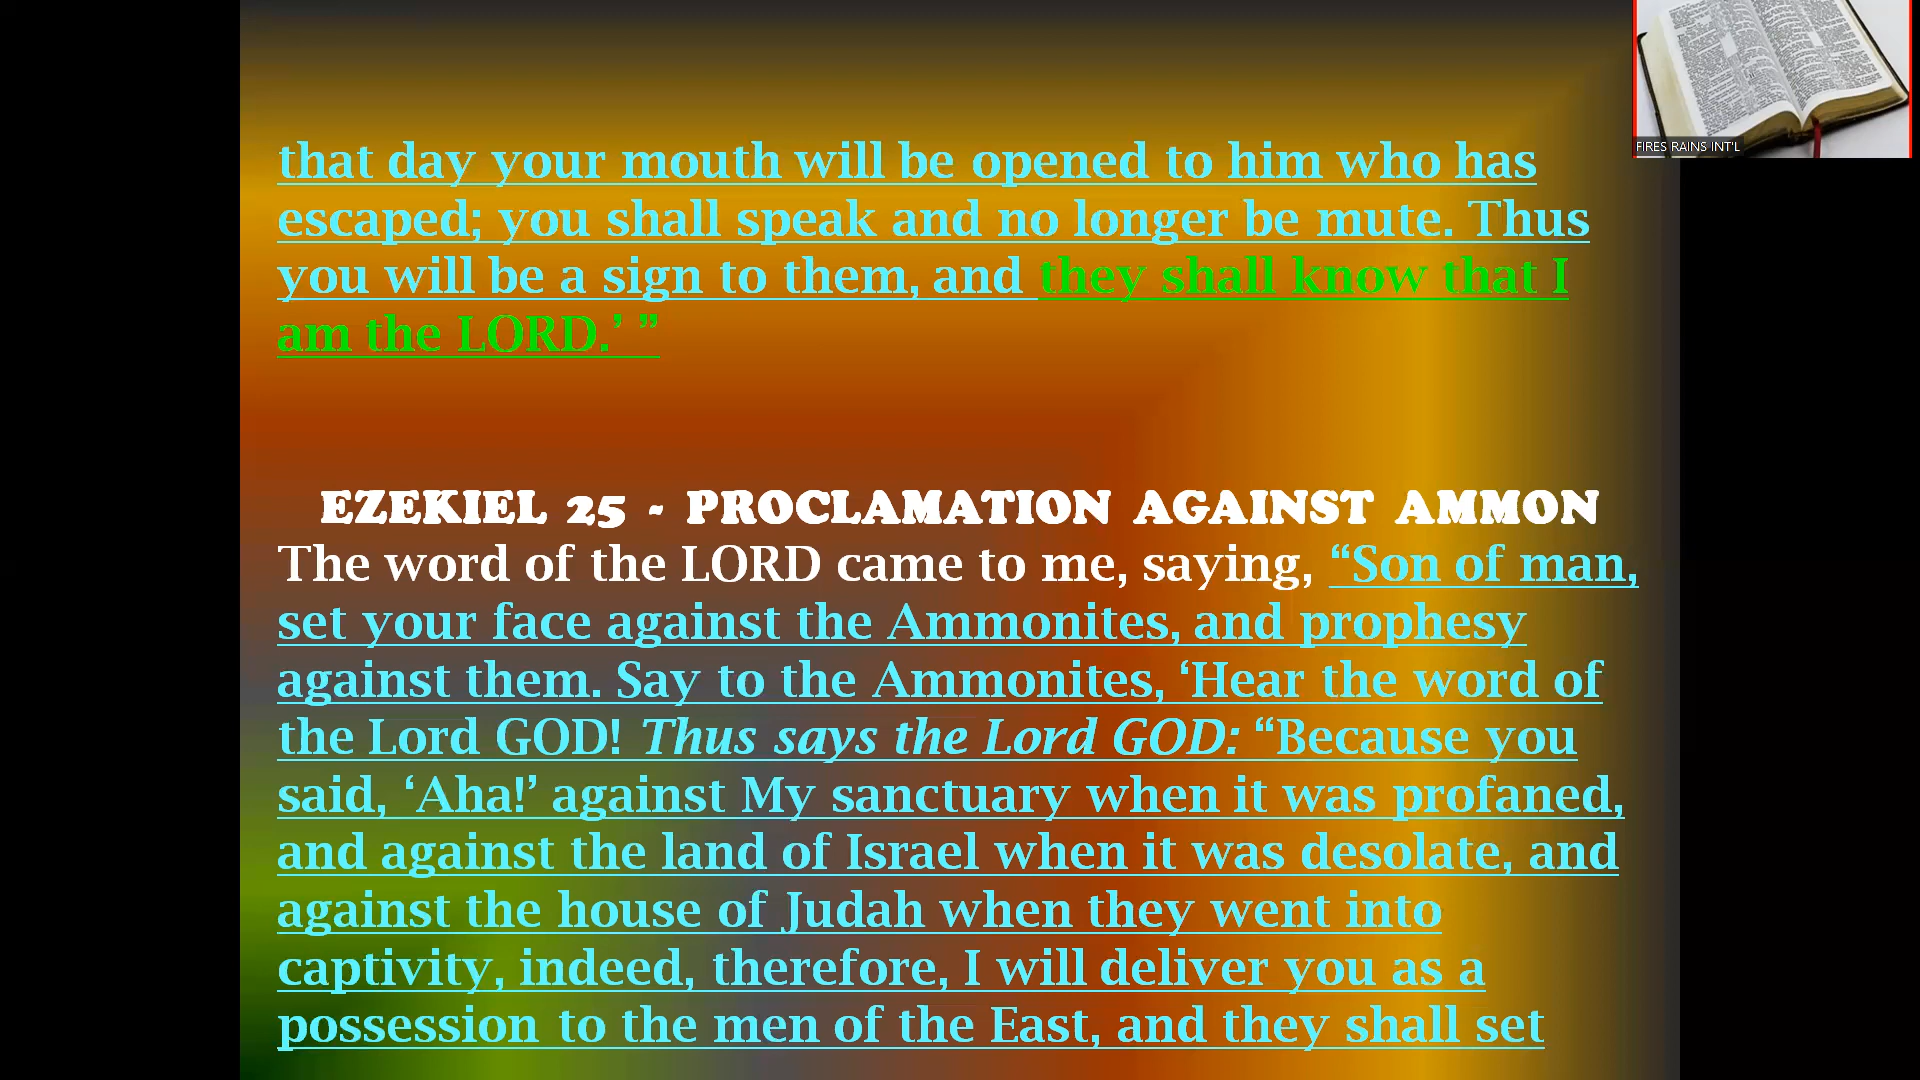 that day your mouth will be opened to him who has
escaped; you shall speak and no longer be mute. Thus
you will be a sign to them, and they shall know that I
am the LORD.’ ”
EZEKIEL 25 - PROCLAMATION AGAINST AMMON
The word of the LORD came to me, saying, “Son of man,
set your face against the Ammonites, and prophesy
against them. Say to the Ammonites, ‘Hear the word of
the Lord GOD! Thus says the Lord GOD: “Because you
said, ‘Aha!’ against My sanctuary when it was profaned,
and against the land of Israel when it was desolate, and
against the house of Judah when they went into
captivity, indeed, therefore, I will deliver you as a
possession to the men of the East, and they shall set
FIRES RAINS INT'L